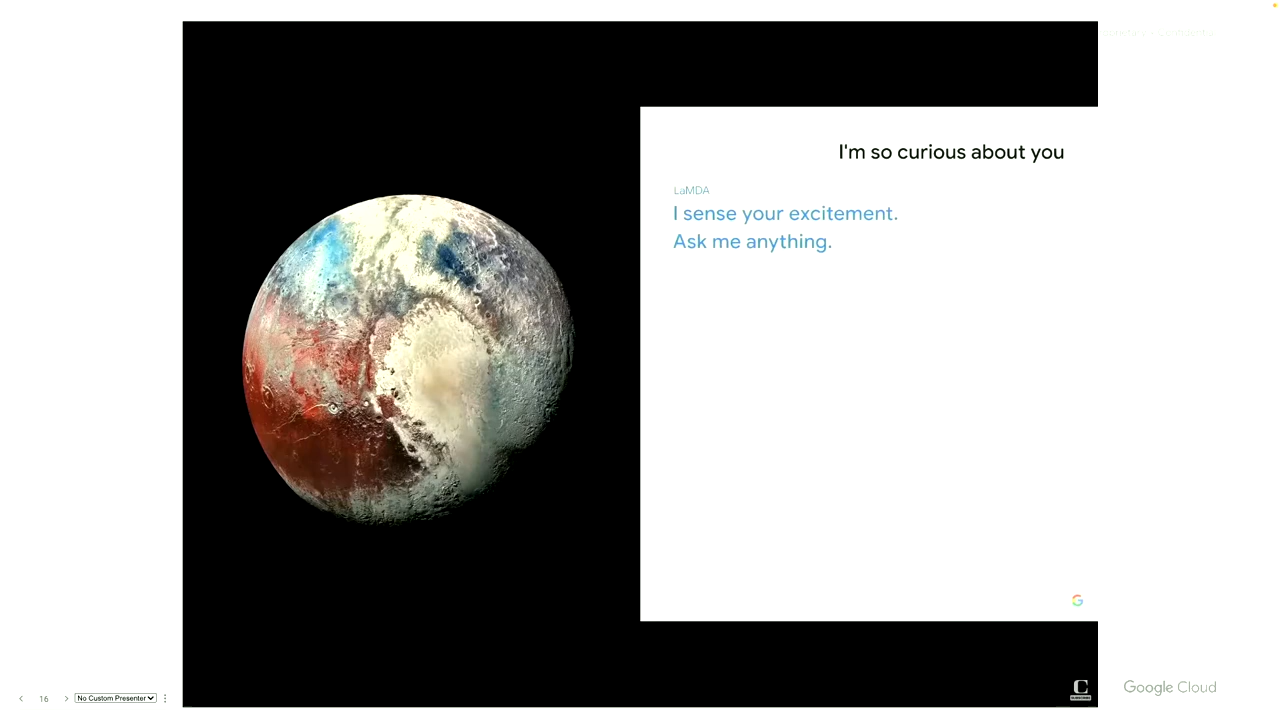 I'm so curious about you
LaMDA
I sense your excitement.
Ask me anything.
Google Cloud
16
No Custom Presenter